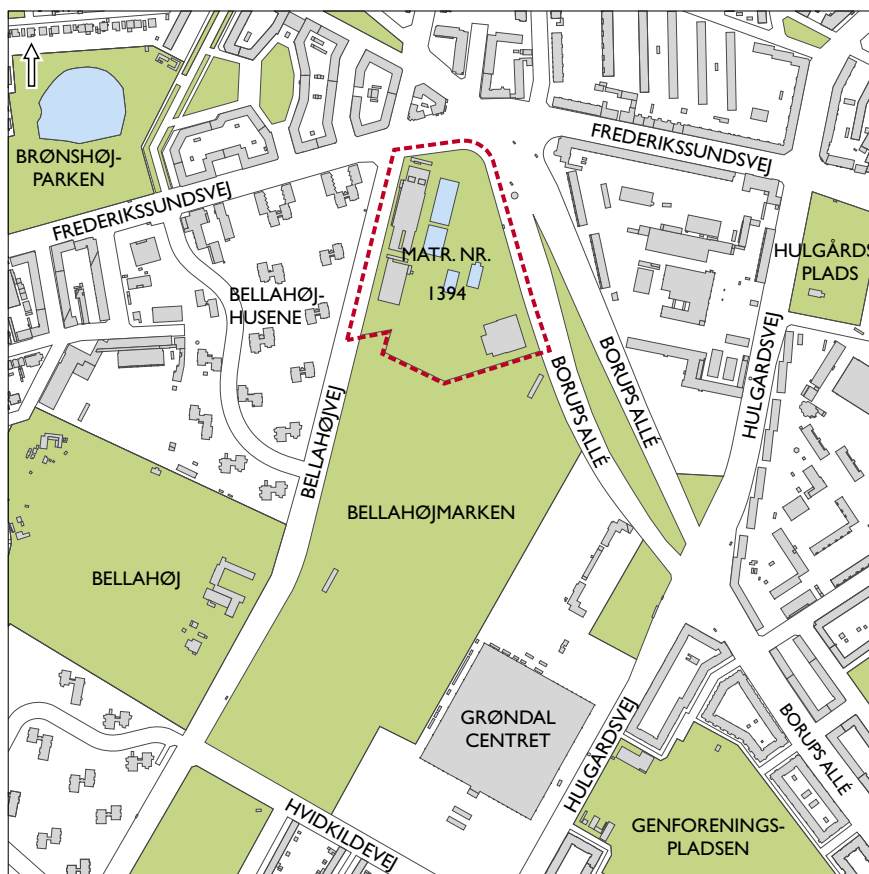 BRØNSHØJ-
PARKEN
FREDERIKSSUNDSVEJ
FREDERIKSSUNDSVEJ
HULGÅRDS
PLADS
MATR. NR.
1394
BELLAHØJ-
HUSENE
BELLAHØJVEJ
BORUPS ALLÉ
BORUPS ALLÉ
HULGÅRDSVEJ
BELLAHØJMARKEN
BELLAHØJ
GRØNDAL
CENTRET
HULGÅRDSVEJ
BORUPS ALLÉ
HVIDKILDEVEJ
GENFORENINGS-
PLADSEN